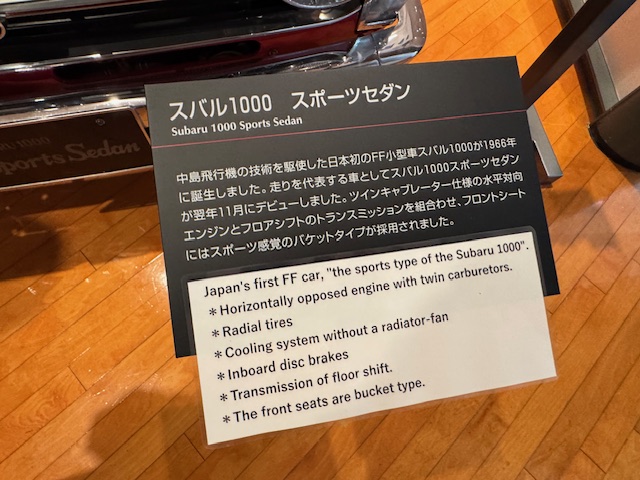 スバル1000　スポーツセダン
Subaru 1000 Sports Sedan
中島飛行機の技術を駆使した日本初のFF小型車スバル1000が1966年
に誕生しました。走りを代表する車としてスバル1000スポーツセダン
が翌年11月にデビューしました。ツインキャブレーター仕様の水平対向
エンジンとフロアシフトのトランスミッションを組合わせ、フロントシート
にはスポーツ感覚のバケットタイプが採用されました。
Japan's first FF car, "the sports type of the Subaru 1000".
＊Horizontally opposed engine with twin carburetors.
＊Radial tires
＊Cooling system without a radiator-fan
＊Inboard disc brakes
＊Transmission of floor shift.
＊The front seats are bucket type.
RU 1000
Sports Sedan